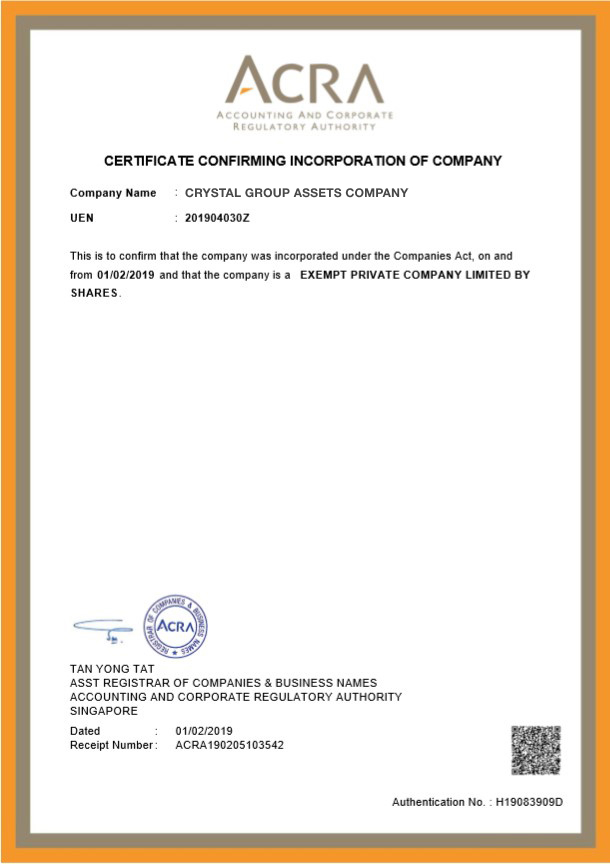 ACRA
ACCOUNTING AND CORPORATE
REGULATORY AUTHORITY
CERTIFICATE CONFIRMING INCORPORATION OF COMPANY
Company Name : CRYSTAL GROUP ASSETS COMPANY
UEN : 201904030Z
This is to confirm that the company was incorporated under the Companies Act, on and
from 01/02/2019 and that the company is a EXEMPT PRIVATE COMPANY LIMITED BY
SHARES.
REGISTRAR OF COMPANIES & BUSINESS NAMES
ACRA
TAN YONG TAT
ASST REGISTRAR OF COMPANIES & BUSINESS NAMES
ACCOUNTING AND CORPORATE REGULATORY AUTHORITY
SINGAPORE
Dated : 01/02/2019
Receipt Number : ACRA190205103542
Authentication No. : H19083909D